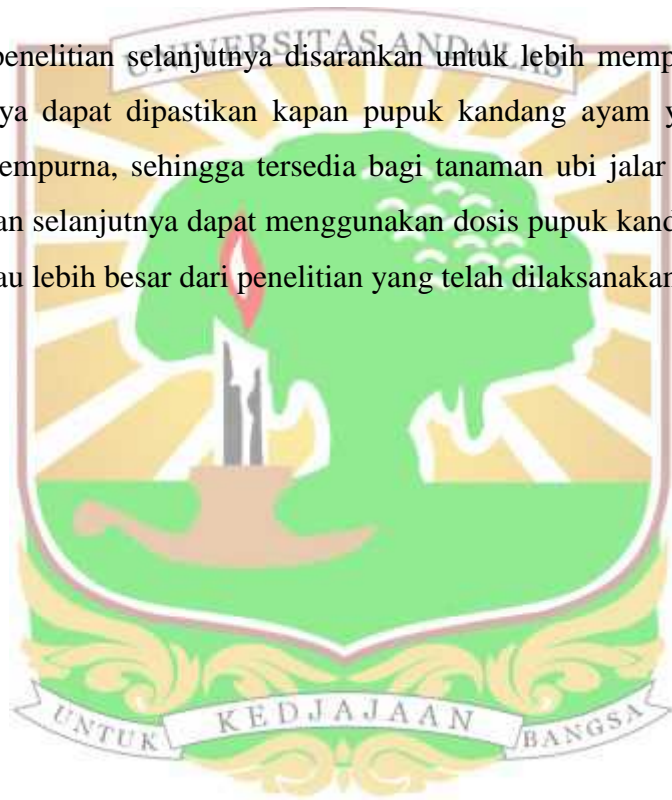 UNIVERSITAS ANDALAS
penelitian selanjutnya disarankan untuk lebih memp
ya dapat dipastikan kapan pupuk kandang ayam y
empurna, sehingga tersedia bagi tanaman ubi jalar
an selanjutnya dapat menggunakan dosis pupuk kand
au lebih besar dari penelitian yang telah dilaksanakan
UNTUK KEDJAJAAN BANGSA